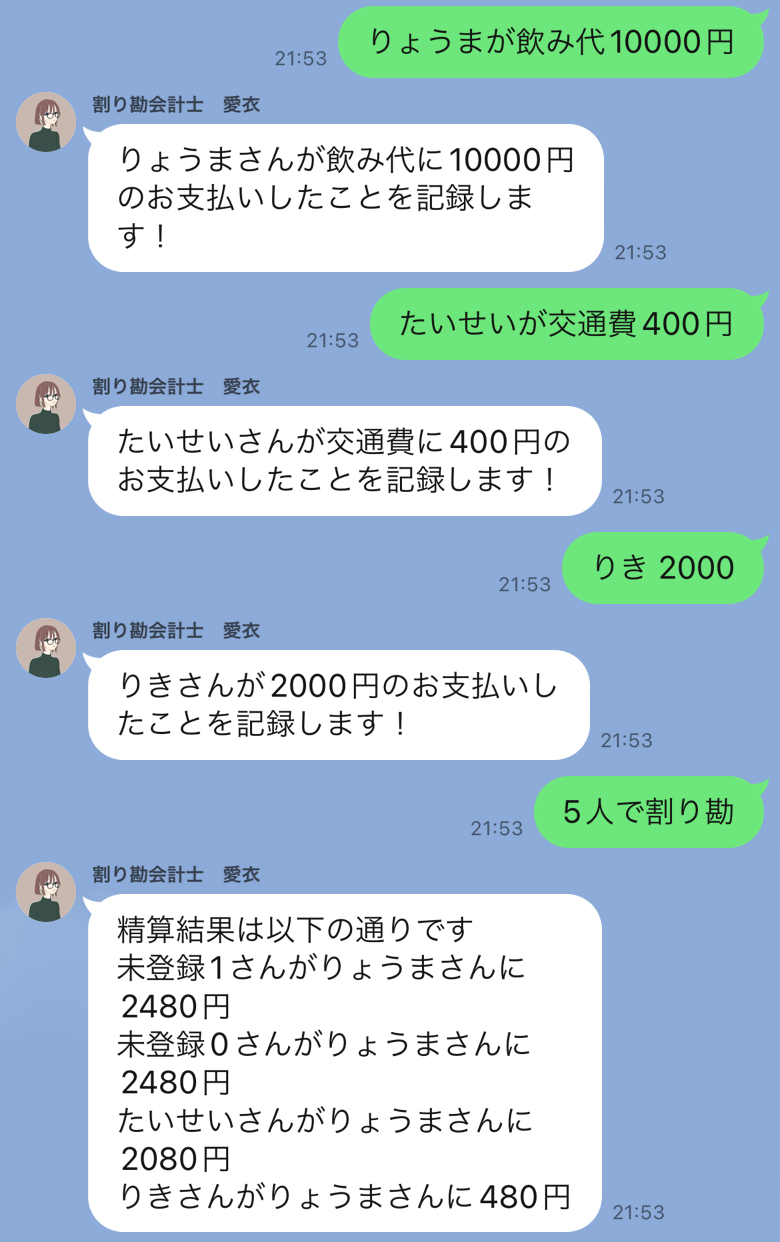 りょうまが飲み代10000円
21:53
割り勘会計士　愛衣
りょうまさんが飲み代に10000円
のお支払いしたことを記録しま
す！
21:53
たいせいが交通費400円
21:53
割り勘会計士　愛衣
たいせいさんが交通費に400円の
お支払いしたことを記録します！
21:53
りき 2000
21:53
割り勘会計士　愛衣
りきさんが2000円のお支払いし
たことを記録します！
21:53
5人で割り勘
21:53
割り勘会計士　愛衣
精算結果は以下の通りです
未登録1さんがりょうまさんに
2480円
未登録0さんがりょうまさんに
2480円
たいせいさんがりょうまさんに
2080円
りきさんがりょうまさんに480円
21:53